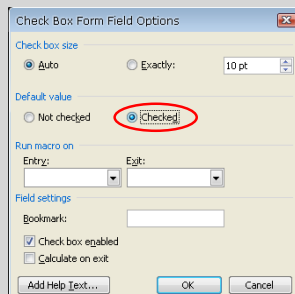 Check Box Form Field Options
Check box size
Auto Exactly: 10 pt
Default value
Not checked Checked
Run macro on
Entry: Exit:
Field settings
Bookmark:
Check box enabled
Calculate on exit
Add Help Text... OK Cancel